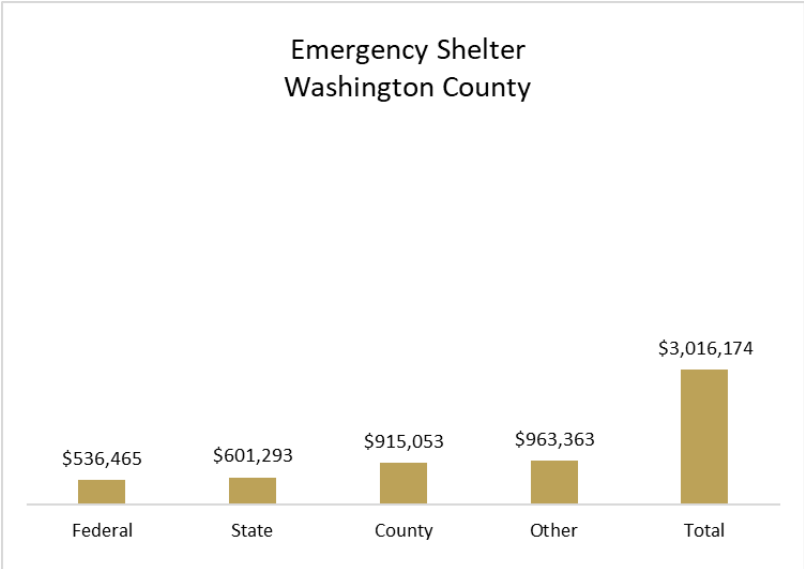 Emergency Shelter
Washington County
$3,016,174
$536,465
$601,293
$915,053
$963,363
Federal
State
County
Other
Total